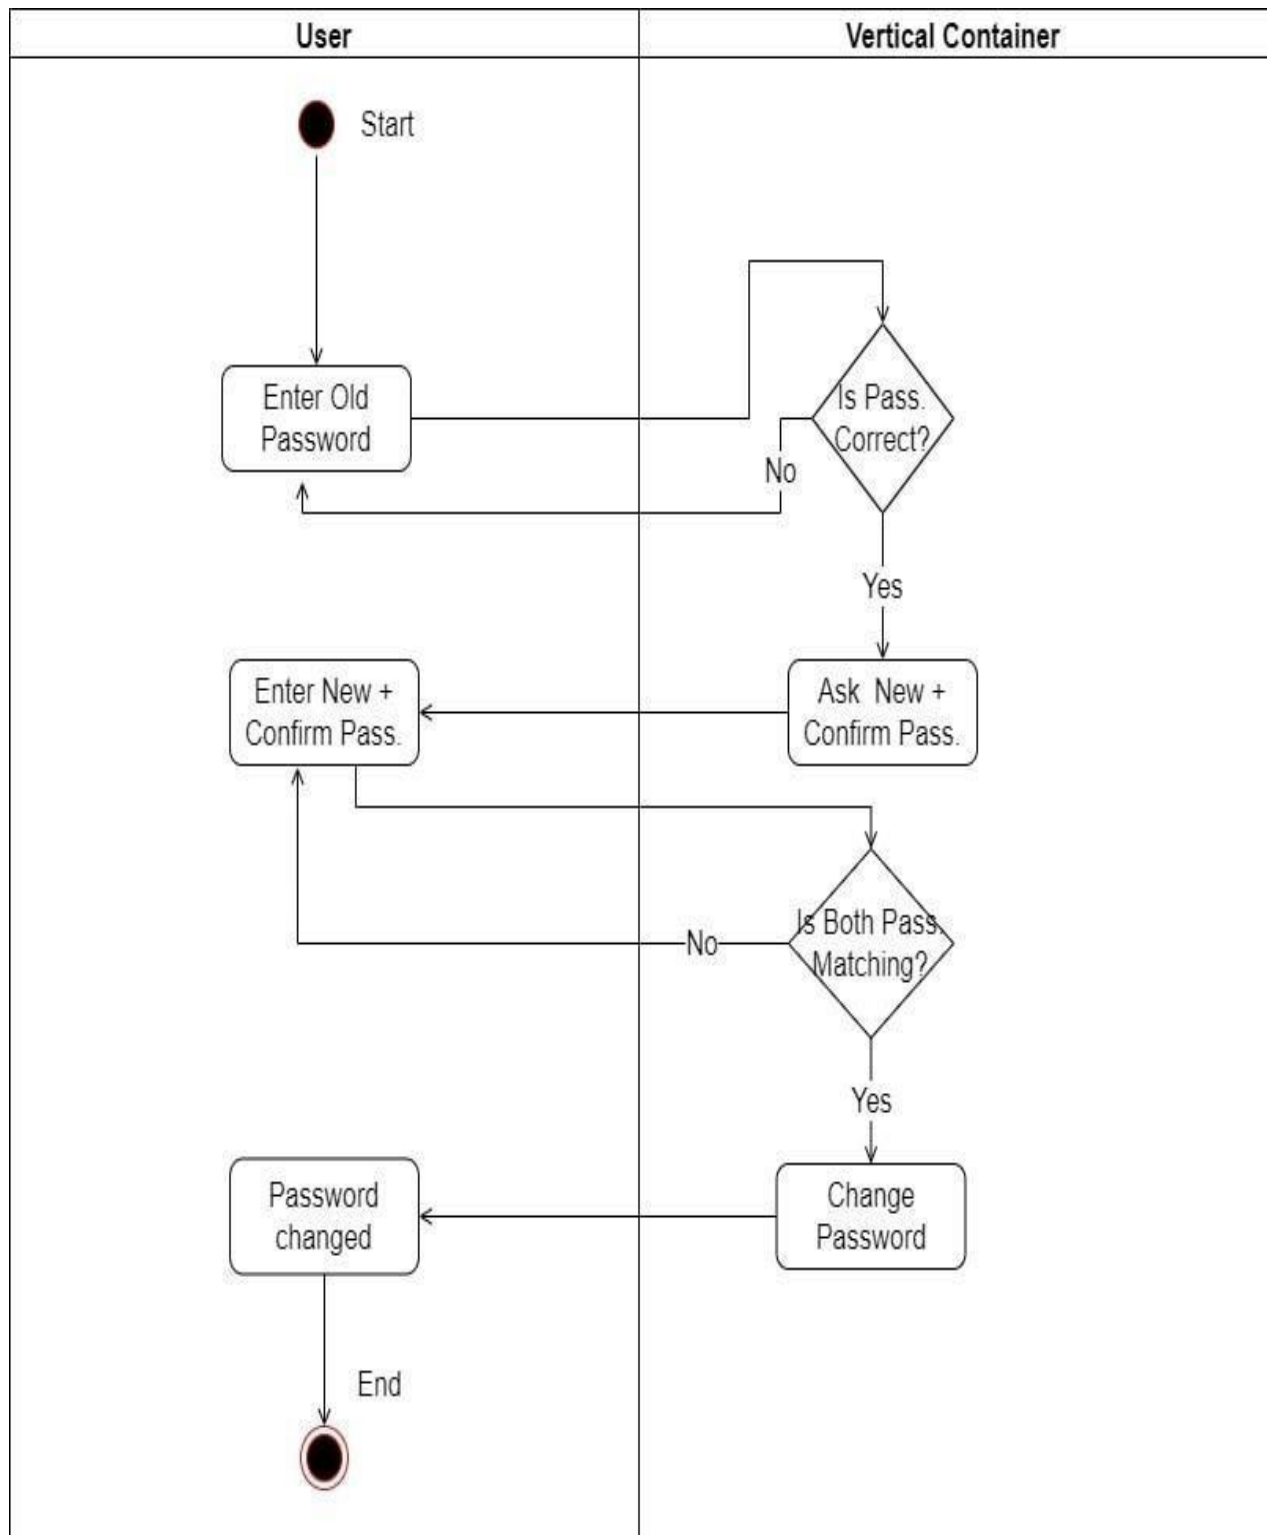 User
Vertical Container
Start
Enter Old
Password
Is Pass.
Correct?
No
Yes
Enter New +
Confirm Pass.
Ask New +
Confirm Pass.
Is Both Pass.
Matching?
No
Yes
Password
changed
Change
Password
End